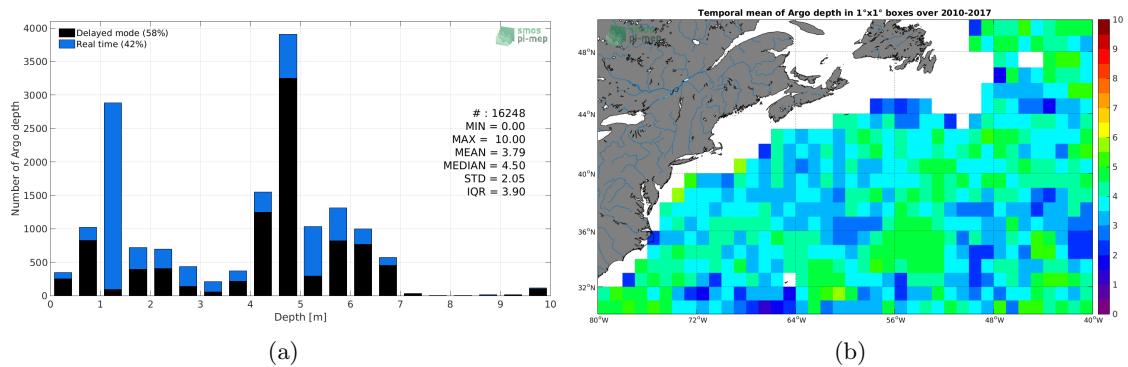 Delayed mode (58%)
Real time (42%)
smos
pi-mep
# : 16248
MIN = 0.00
MAX = 10.00
MEAN = 3.79
MEDIAN = 4.50
STD = 2.05
IQR = 3.90
Number of Argo depth
4000
3500
3000
2500
2000
1500
1000
500
0
0 1 2 3 4 5 6 7 8 9 10
Depth [m]
(a)
Temporal mean of Argo depth in 1°x1° boxes over 2010-2017
smos
pi-mep
48°N
44°N
40°N
36°N
32°N
80°W 72°W 64°W 56°W 48°W 40°W
10
9
8
7
6
5
4
3
2
1
0
(b)